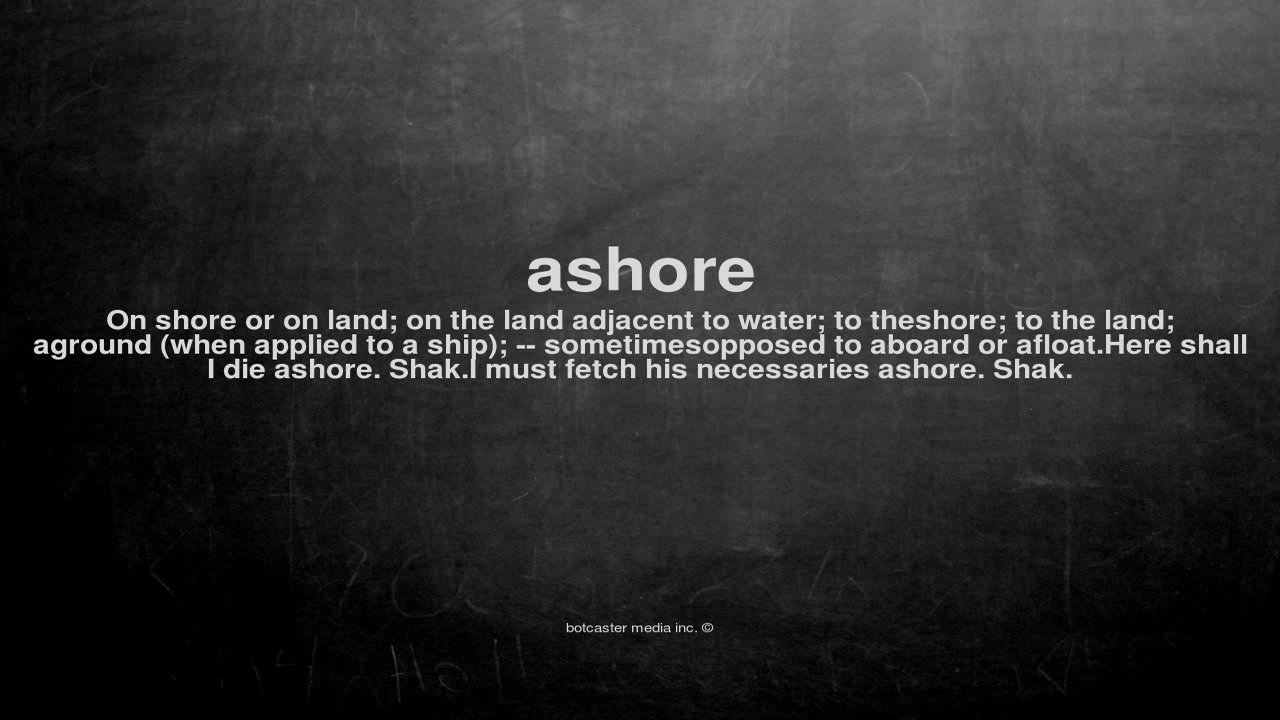 ashore
On shore or on land; on the land adjacent to water; to theshore; to the land;
aground (when applied to a ship); -- sometimesopposed to aboard or afloat.Here shall
I die ashore. Shak.I must fetch his necessaries ashore. Shak.
botcaster media inc. ©